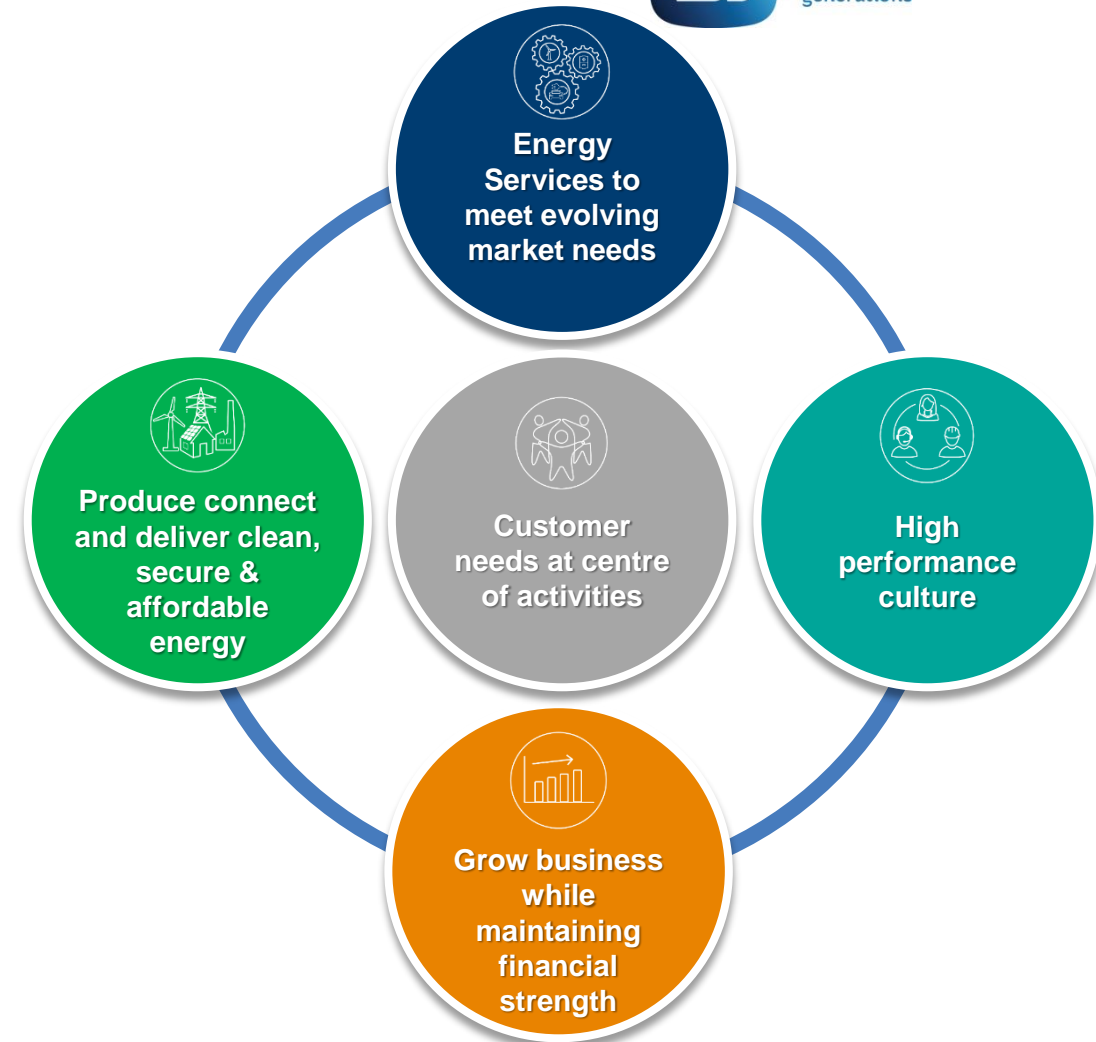 generations
Energy
Services to
meet evolving
market needs
Produce connect
and deliver clean,
secure &
affordable
energy
Customer
needs at centre
of activities
High
performance
culture
Grow business
while
maintaining
financial
strength